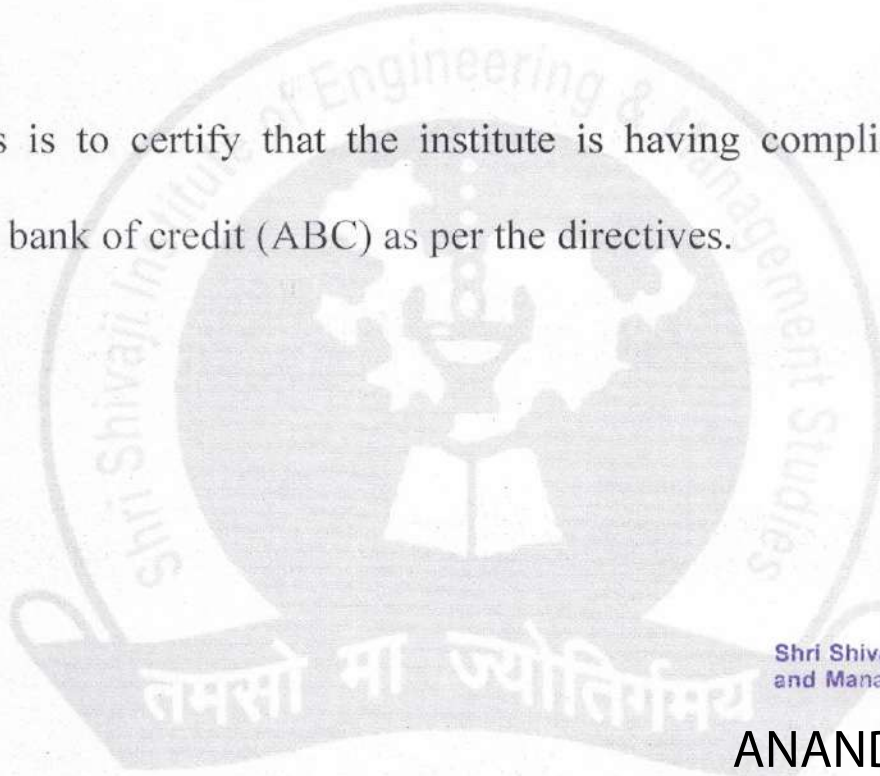 s is to certify that the institute is having compli
bank of credit (ABC) as per the directives.
Shri Shivaji Institute of Engineering & Management Studies
तमसो मा ज्योतिर्गमय
Shri Shiva
and Mana
ANAND